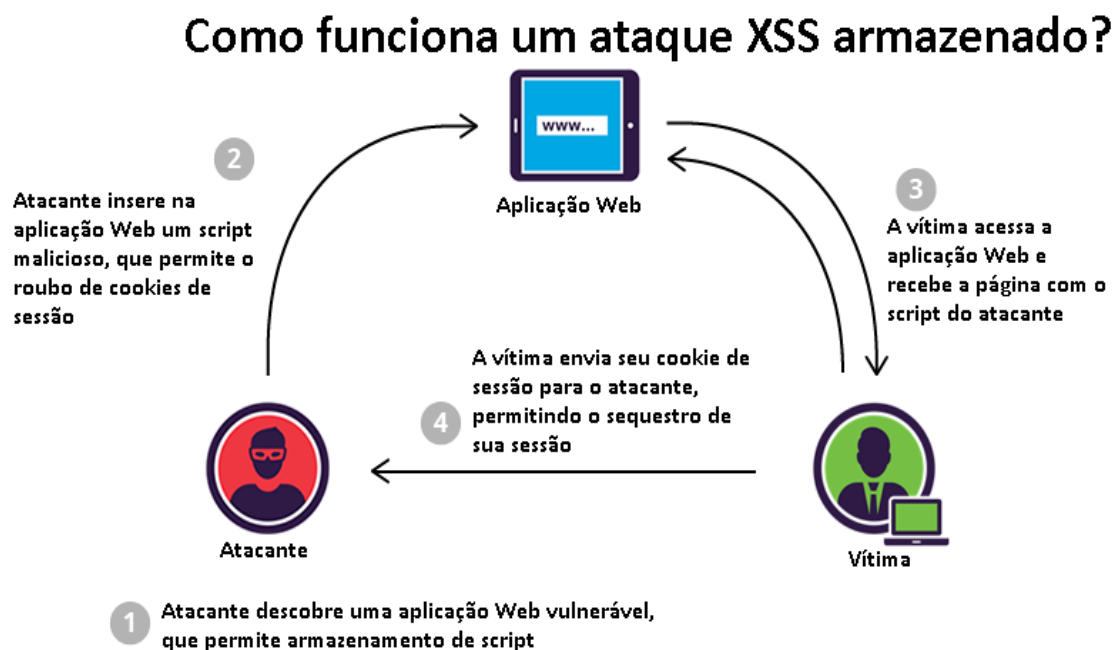 Como funciona um ataque XSS armazenado?
www...
Aplicação Web
2
Atacante insere na
aplicação Web um script
malicioso, que permite o
roubo de cookies de
sessão
3
A vítima acessa a
aplicação Web e
recebe a página com o
script do atacante
4
A vítima envia seu cookie de
sessão para o atacante,
permitindo o sequestro de
sua sessão
Atacante
Vítima
1
Atacante descobre uma aplicação Web vulnerável,
que permite armazenamento de script